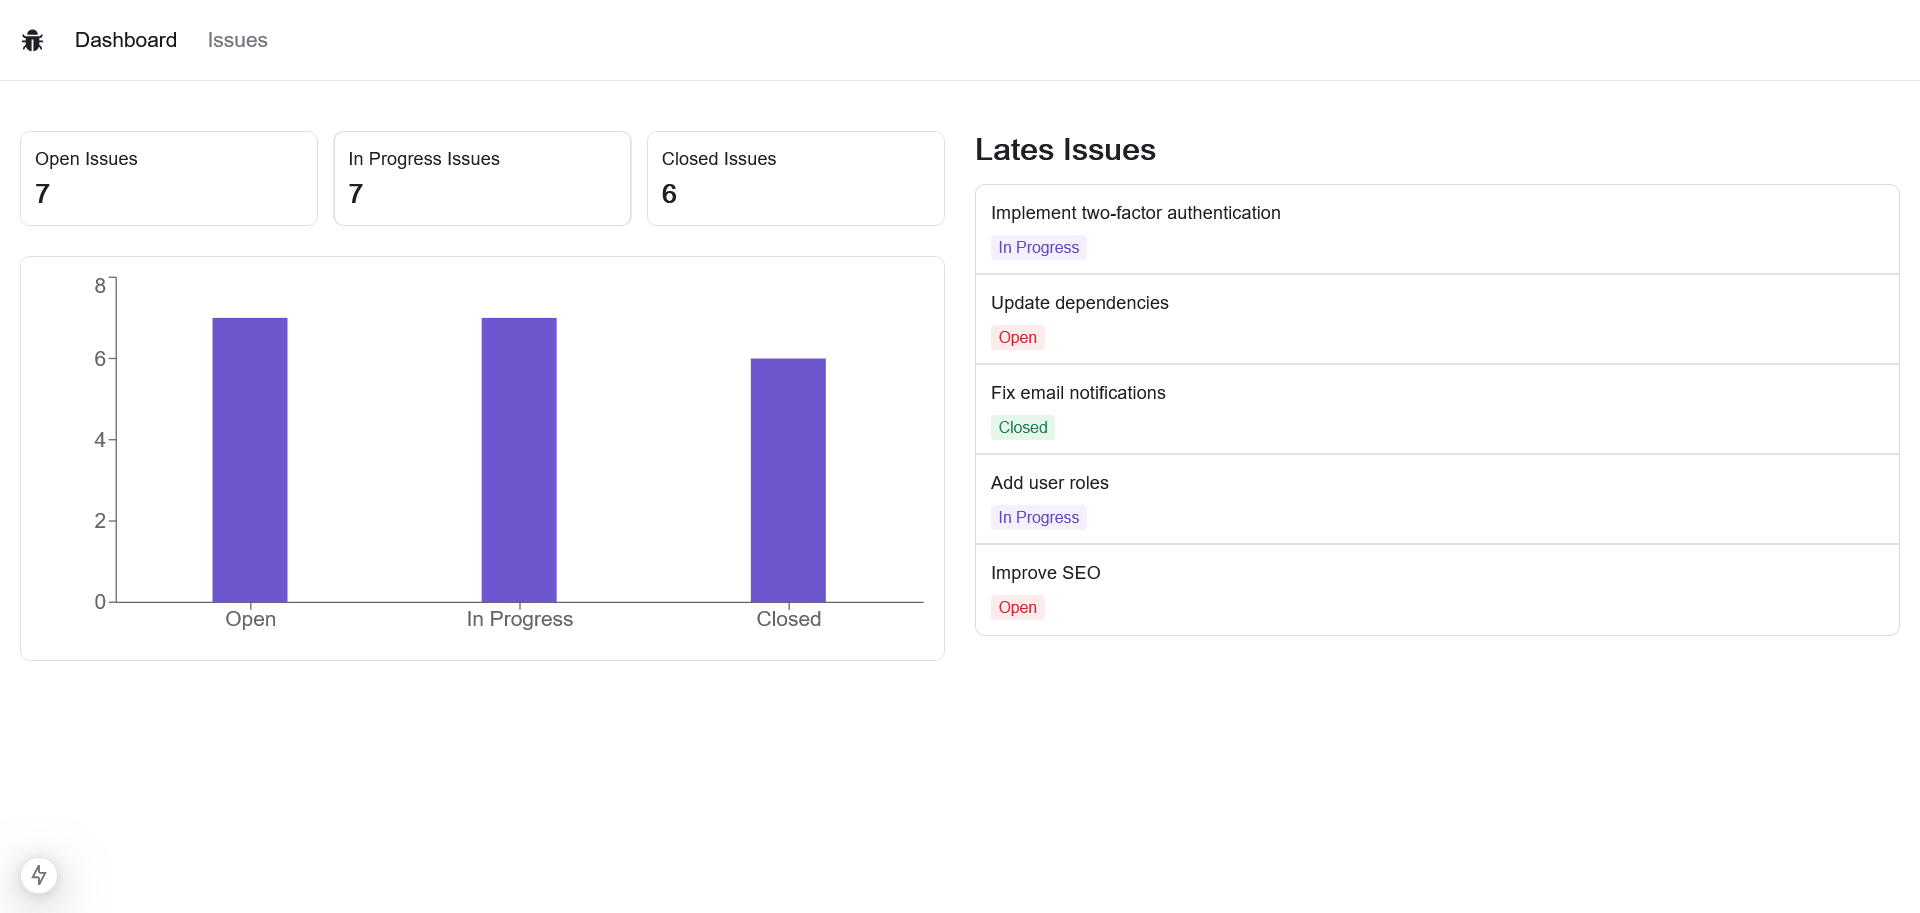 Dashboard Issues
Open Issues
7
In Progress Issues
7
Closed Issues
6
8
6
4
2
0
Open In Progress Closed
Lates Issues
Implement two-factor authentication
In Progress
Update dependencies
Open
Fix email notifications
Closed
Add user roles
In Progress
Improve SEO
Open